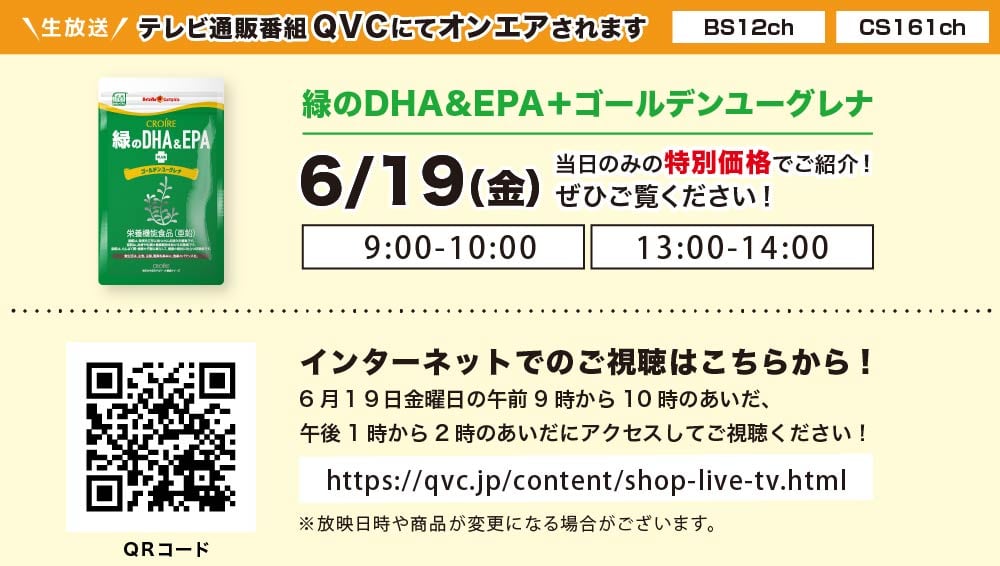 生放送
テレビ通販番組QVCにてオンエアされます
BS12ch
CS161ch
緑のDHA&EPA+ゴールデンユーグレナ
6/19(金)
当日のみの特別価格でご紹介!
ぜひご覧ください!
9:00-10:00
13:00-14:00
CROIRE
緑のDHA&EPA
PLUS
ゴールデンユーグレナ
栄養機能食品(亜鉛)
CROIRE
インターネットでのご視聴はこちらから!
6月19日金曜日の午前9時から10時のあいだ、
午後1時から2時のあいだにアクセスしてご視聴ください!
https://qvc.jp/content/shop-live-tv.html
※放映日時や商品が変更になる場合がございます。
QRコード